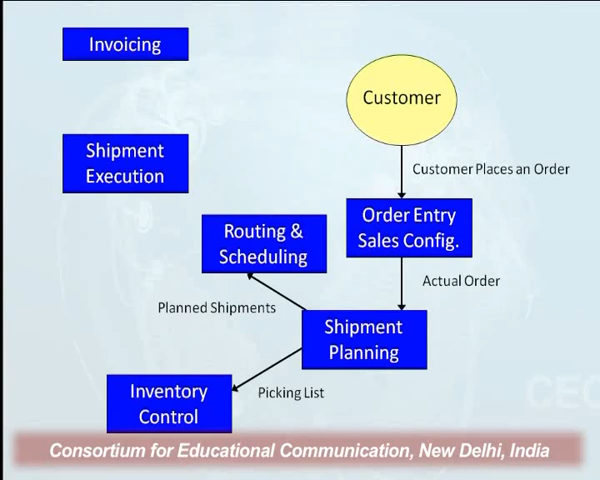 Invoicing
Customer
Shipment
Execution
Customer Places an Order
Order Entry
Sales Config.
Routing &
Scheduling
Actual Order
Planned Shipments
Shipment
Planning
Inventory
Control
Picking List
CEC
Consortium for Educational Communication, New Delhi, India